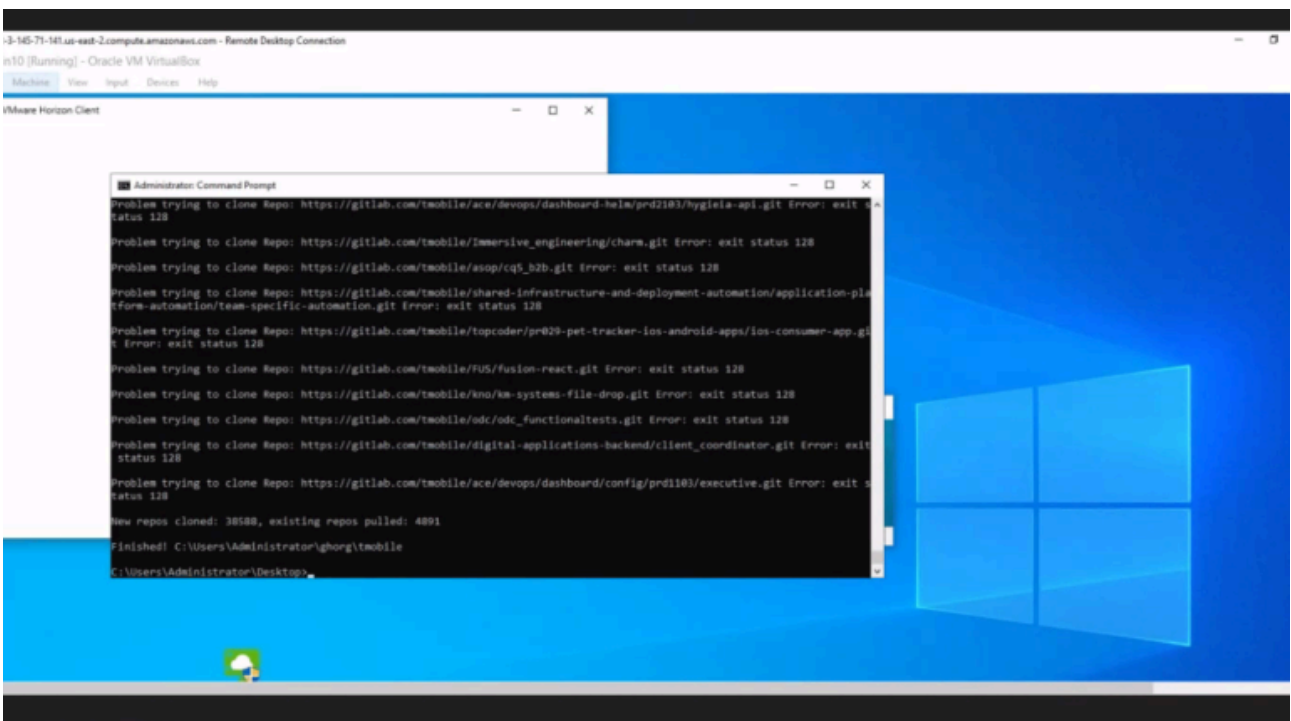 -3-145-71-141.us-east-2.compute.amazonaws.com - Remote Desktop Connection
in10 [Running] - Oracle VM VirtualBox
Machine View Input Devices Help
VMware Horizon Client
Administrator: Command Prompt
Problem trying to clone Repo: https://gitlab.com/tmobile/ace/devops/dashboard-helm/prd2103/hygieia-api.git Error: exit s
tatus 128
Problem trying to clone Repo: https://gitlab.com/tmobile/Immersive_engineering/charm.git Error: exit status 128
Problem trying to clone Repo: https://gitlab.com/tmobile/asop/cq5_b2b.git Error: exit status 128
Problem trying to clone Repo: https://gitlab.com/tmobile/shared-infrastructure-and-deployment-automation/application-pla
tform-automation/team-specific-automation.git Error: exit status 128
Problem trying to clone Repo: https://gitlab.com/tmobile/topcoder/pr029-pet-tracker-ios-android-apps/ios-consumer-app.gi
t Error: exit status 128
Problem trying to clone Repo: https://gitlab.com/tmobile/FUS/fusion-react.git Error: exit status 128
Problem trying to clone Repo: https://gitlab.com/tmobile/kno/km-systems-file-drop.git Error: exit status 128
Problem trying to clone Repo: https://gitlab.com/tmobile/odc/odc_functionaltests.git Error: exit status 128
Problem trying to clone Repo: https://gitlab.com/tmobile/digital-applications-backend/client_coordinator.git Error: exit
status 128
Problem trying to clone Repo: https://gitlab.com/tmobile/ace/devops/dashboard/config/prd1103/executive.git Error: exit s
tatus 128
New repos cloned: 38588, existing repos pulled: 4891
Finished! C:\Users\Administrator\ghorg\tmobile
C:\Users\Administrator\Desktop>_